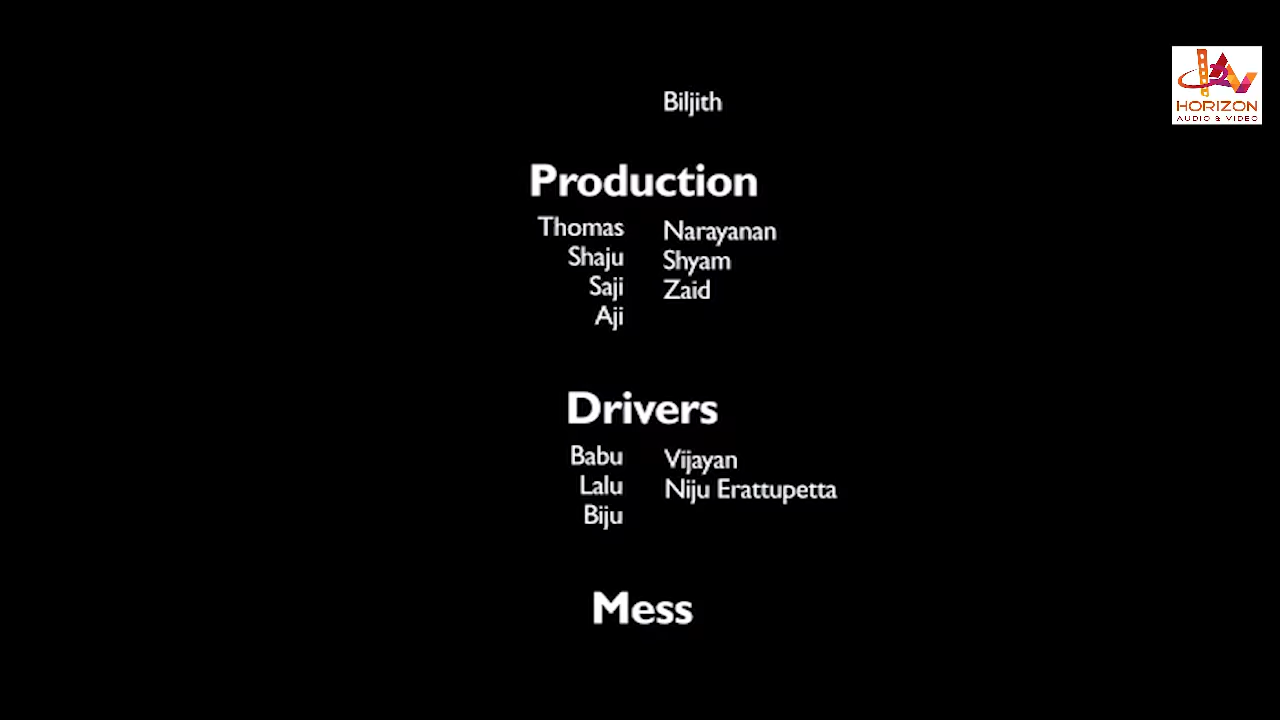 HORIZON
AUDIO & VIDEO
Biljith
Production
Thomas
Shaju
Saji
Aji
Narayanan
Shyam
Zaid
Drivers
Babu
Lalu
Biju
Vijayan
Niju Erattupetta
Mess